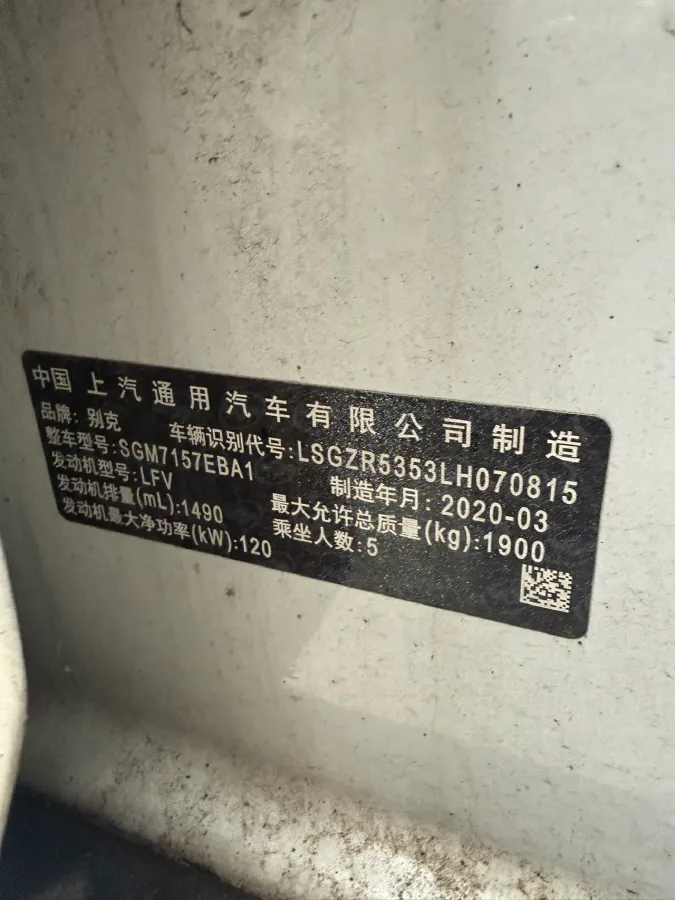 中国 上汽通用汽车有限公司制造
品牌: 别克 车辆识别代号:LSGZR5353LH070815
整车型号:SGM7157EBA1 制造年月: 2020-03
发动机型号:LFV 最大允许总质量(kg):1900
发动机排量(mL):1490 乘坐人数:5
发动机最大净功率(kW):120